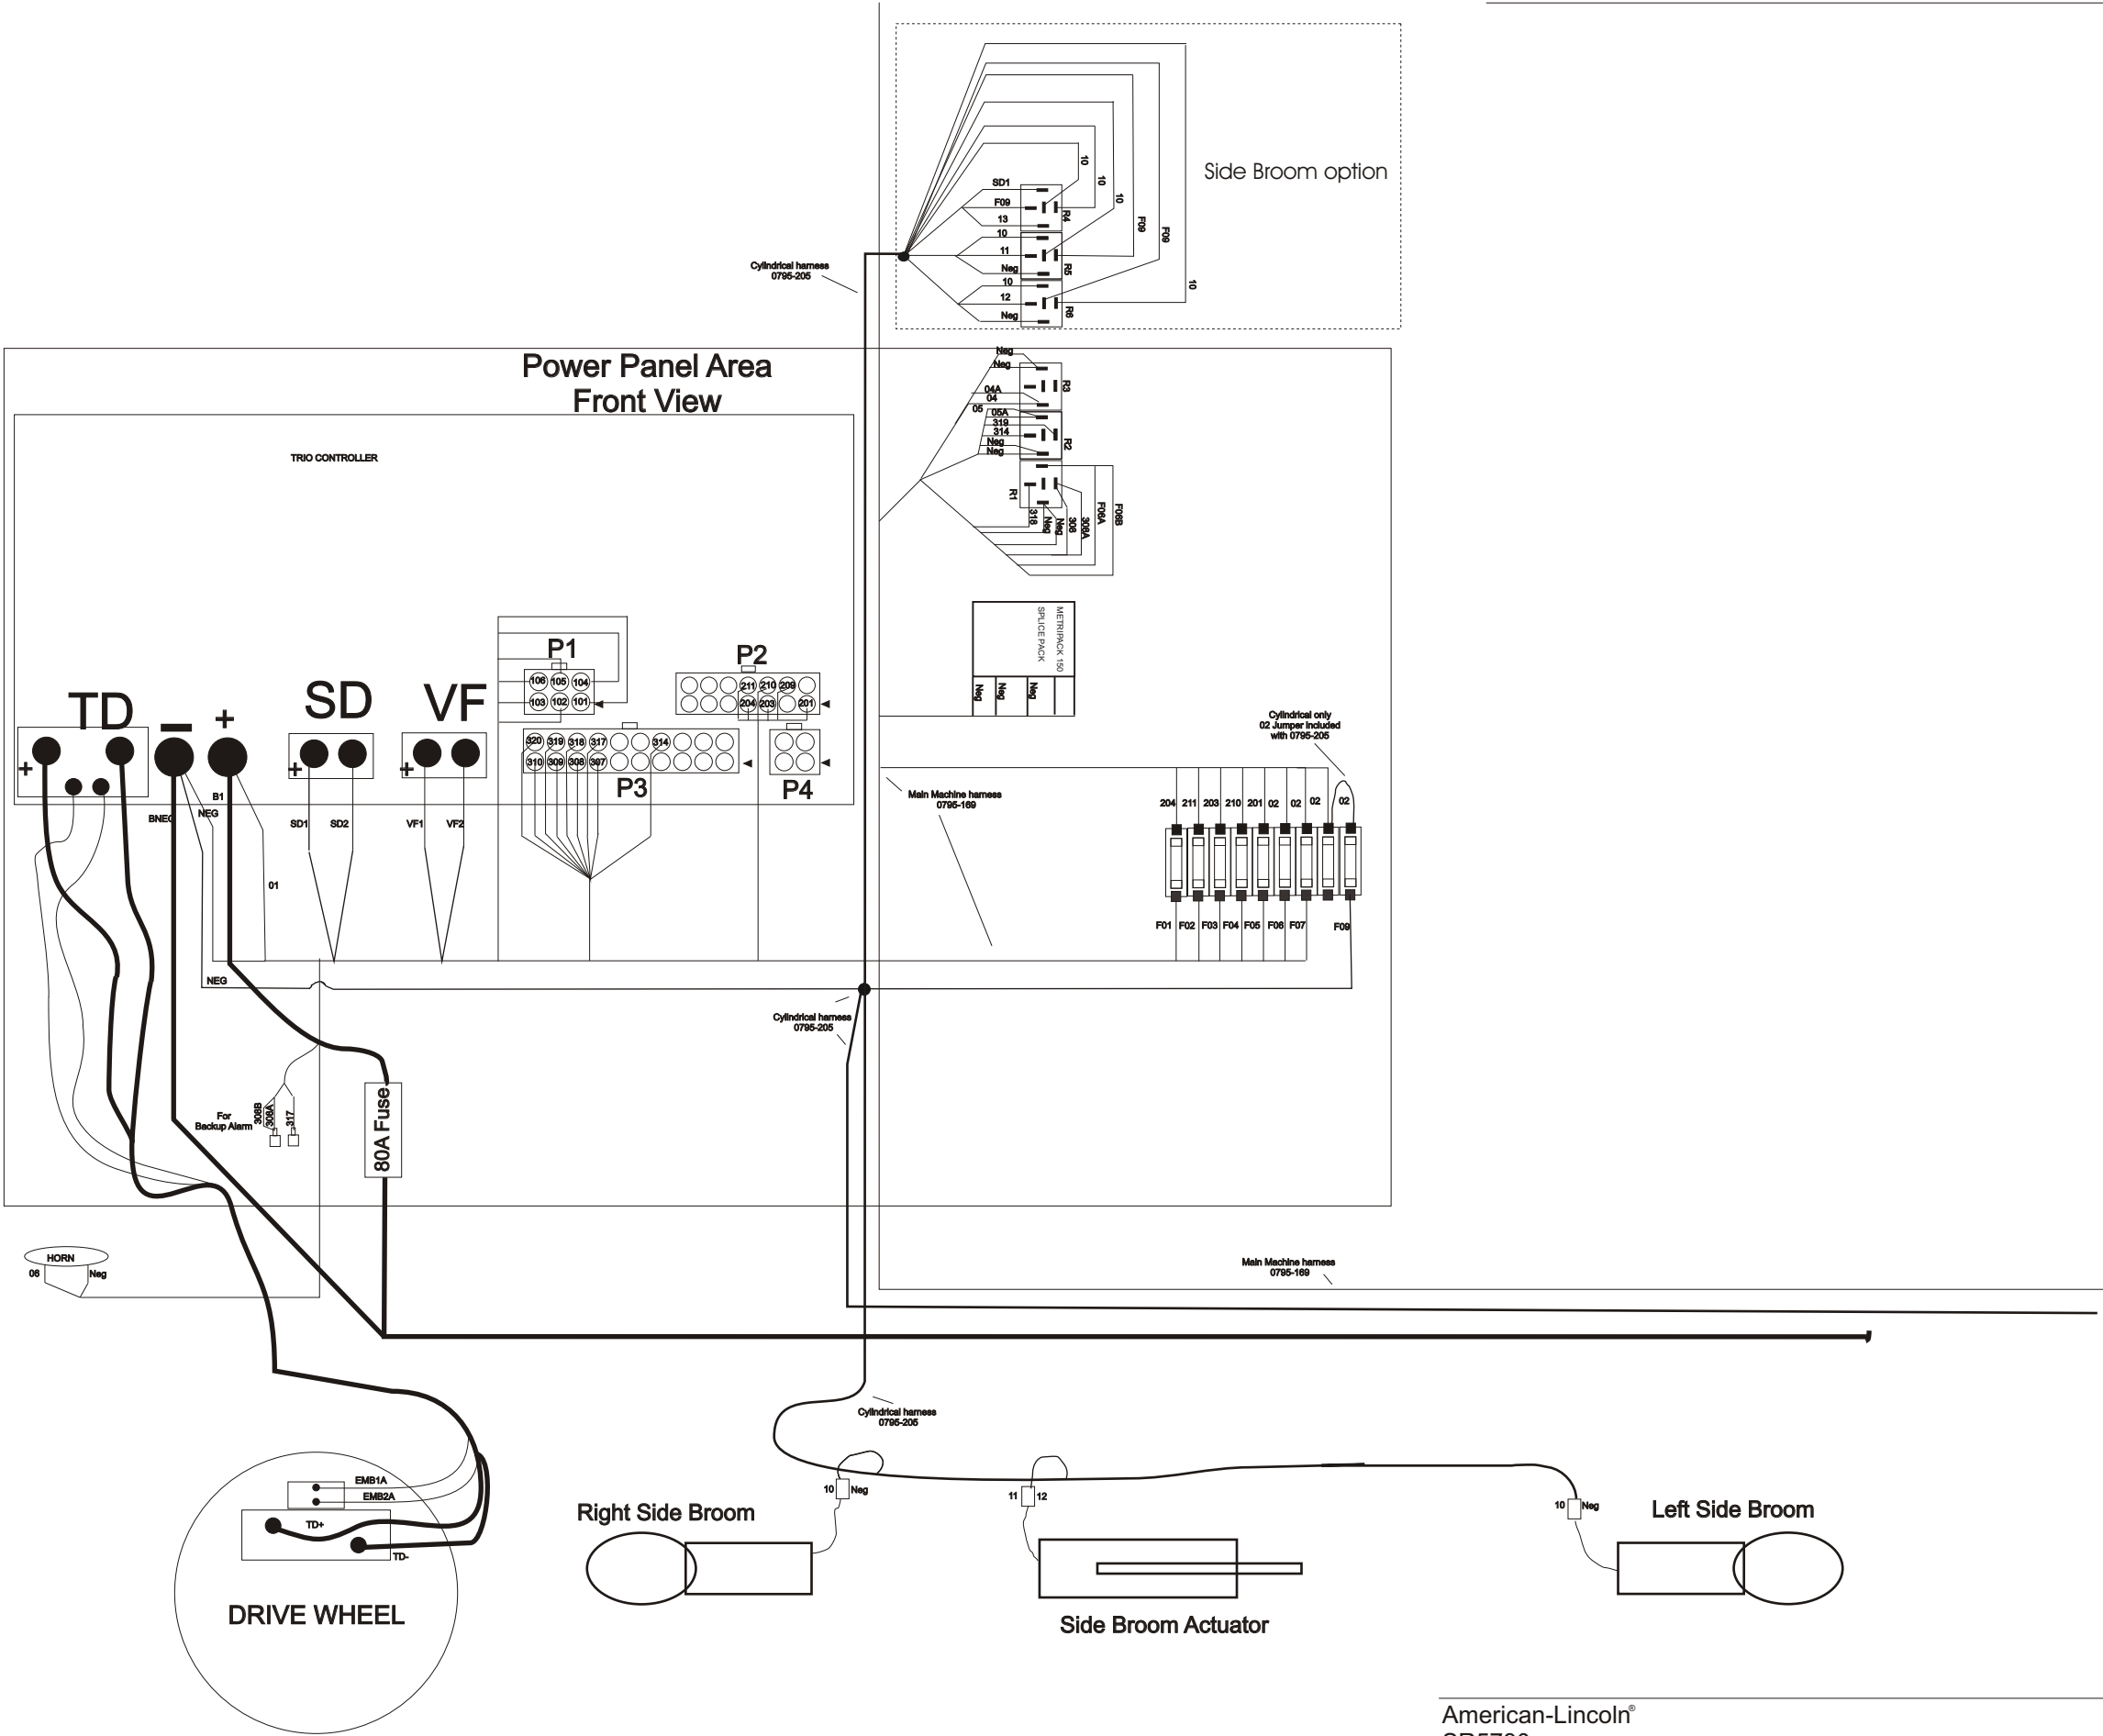 Side Broom option
10
10
10
F09
F09
10
SD1
F09
13
R4
10
11
Neg
R5
10
12
Neg
R6
Cylindrical harness
0795-205
Power Panel Area
Front View
TRIO CONTROLLER
Neg
Neg
R3
04A
04
05
05A
319
314
Neg
Neg
R2
R1
318
Neg
Neg
308
308A
F06A
F06B
METRIPACK 150
SPLICE PACK
Neg
Neg
Neg
P1
106 105 104
103 102 101
P2
211 210 209
204 203 201
TD
SD
VF
+
+
+
+
320 319 318 317 314
310 309 308 307
P3
P4
B1
NEG
BNEG
SD1
SD2
VF1
VF2
01
NEG
Cylindrical only
02 Jumper included
with 0795-205
Main Machine harness
0795-169
204 211 203 210 201 02 02 02 02
F01 F02 F03 F04 F05 F06 F07 F09
Cylindrical harness
0795-205
For
Backup Alarm
308B
308A
317
80A Fuse
HORN
06
Neg
Main Machine harness
0795-169
Cylindrical harness
0795-205
EMB1A
EMB2A
TD+
TD-
DRIVE WHEEL
10 Neg
Right Side Broom
11 12
Side Broom Actuator
10 Neg
Left Side Broom
American-Lincoln®